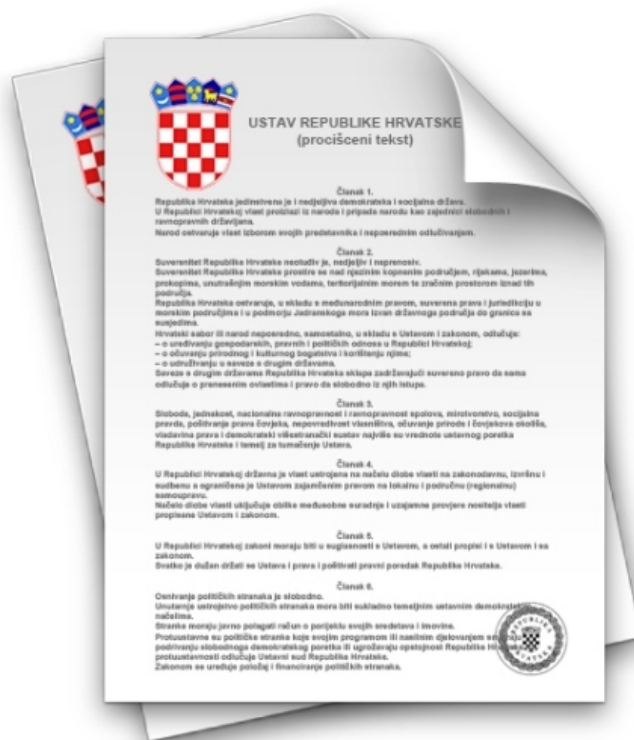 USTAV REPUBLIKE HRVATSKE
(procišceni tekst)
Članak 1.
Republika Hrvatska jedinstvena je i nedjeljiva demokratska i socijalna država.
U Republici Hrvatskoj vlast proizlazi iz naroda i pripada narodu kao zajednici slobodnih i
ravnopravnih državljana.
Narod ostvaruje vlast izborom svojih predstavnika i neposrednim odlučivanjem.
Članak 2.
Suverenitet Republike Hrvatske neotuđiv je, nedjeljiv i neprenosiv.
Suverenitet Republike Hrvatske prostire se nad njezinim kopnenim područjem, rijekama, jezerima,
prokopima, unutrašnjim morskim vodama, teritorijalnim morem te zračnim prostorom iznad tih
područja.
Republika Hrvatska ostvaruje, u skladu s međunarodnim pravom, suverena prava i jurisdikciju u
morskim područjima i u podmorju Jadranskoga mora izvan državnoga područja do granica sa
susjedima.
Hrvatski sabor ili narod neposredno, samostalno, u skladu s Ustavom i zakonom, odlučuje:
– o uređivanju gospodarskih, pravnih i političkih odnosa u Republici Hrvatskoj;
– o očuvanju prirodnog i kulturnog bogatstva i korištenju njime;
– o udruživanju u saveze s drugim državama.
Saveze s drugim državama Republika Hrvatska sklapa zadržavajući suvereno pravo da sama
odlučuje o prenesenim ovlastima i pravo da slobodno iz njih istupa.
Članak 3.
Sloboda, jednakost, nacionalna ravnopravnost i ravnopravnost spolova, mirotvorstvo, socijalna
pravda, poštivanje prava čovjeka, nepovredivost vlasništva, očuvanje prirode i čovjekova okoliša,
vladavina prava i demokratski višestranački sustav najviše su vrednote ustavnog poretka
Republike Hrvatske i temelj za tumačenje Ustava.
Članak 4.
U Republici Hrvatskoj državna je vlast ustrojena na načelu diobe vlasti na zakonodavnu, izvršnu i
sudbenu a ograničena je Ustavom zajamčenim pravom na lokalnu i područnu (regionalnu)
samoupravu.
Načelo diobe vlasti uključuje oblike međusobne suradnje i uzajamne provjere nositelja vlasti
propisane Ustavom i zakonom.
Članak 5.
U Republici Hrvatskoj zakoni moraju biti u suglasnosti s Ustavom, a ostali propisi i s Ustavom i sa
zakonom.
Svatko je dužan držati se Ustava i prava i poštivati pravni poredak Republike Hrvatske.
Članak 6.
Osnivanje političkih stranaka je slobodno.
Unutarnje ustrojstvo političkih stranaka mora biti sukladno temeljnim ustavnim demokrat
načelima.
Stranke moraju javno polagati račun o porijeklu svojih sredstava i imovine.
Protuustavne su političke stranke koje svojim programom ili nasilnim djelovanjem
podrivanju slobodnoga demokratskog poretka ili ugrožavaju opstojnost Republike
protuustavnosti odlučuje Ustavni sud Republike Hrvatske.
Zakonom se uređuje položaj i financiranje političkih stranaka.
REPUBLIKA HRVATSKA